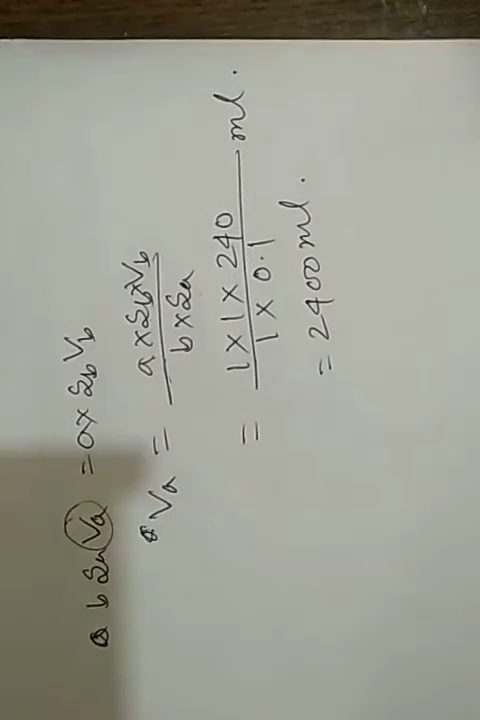 b Sa Va = a × Sb Vb
Va = a × Sb × Vb / b × Sa
= 1 × 1 × 240 / 1 × 0.1 ml.
= 2400 ml.